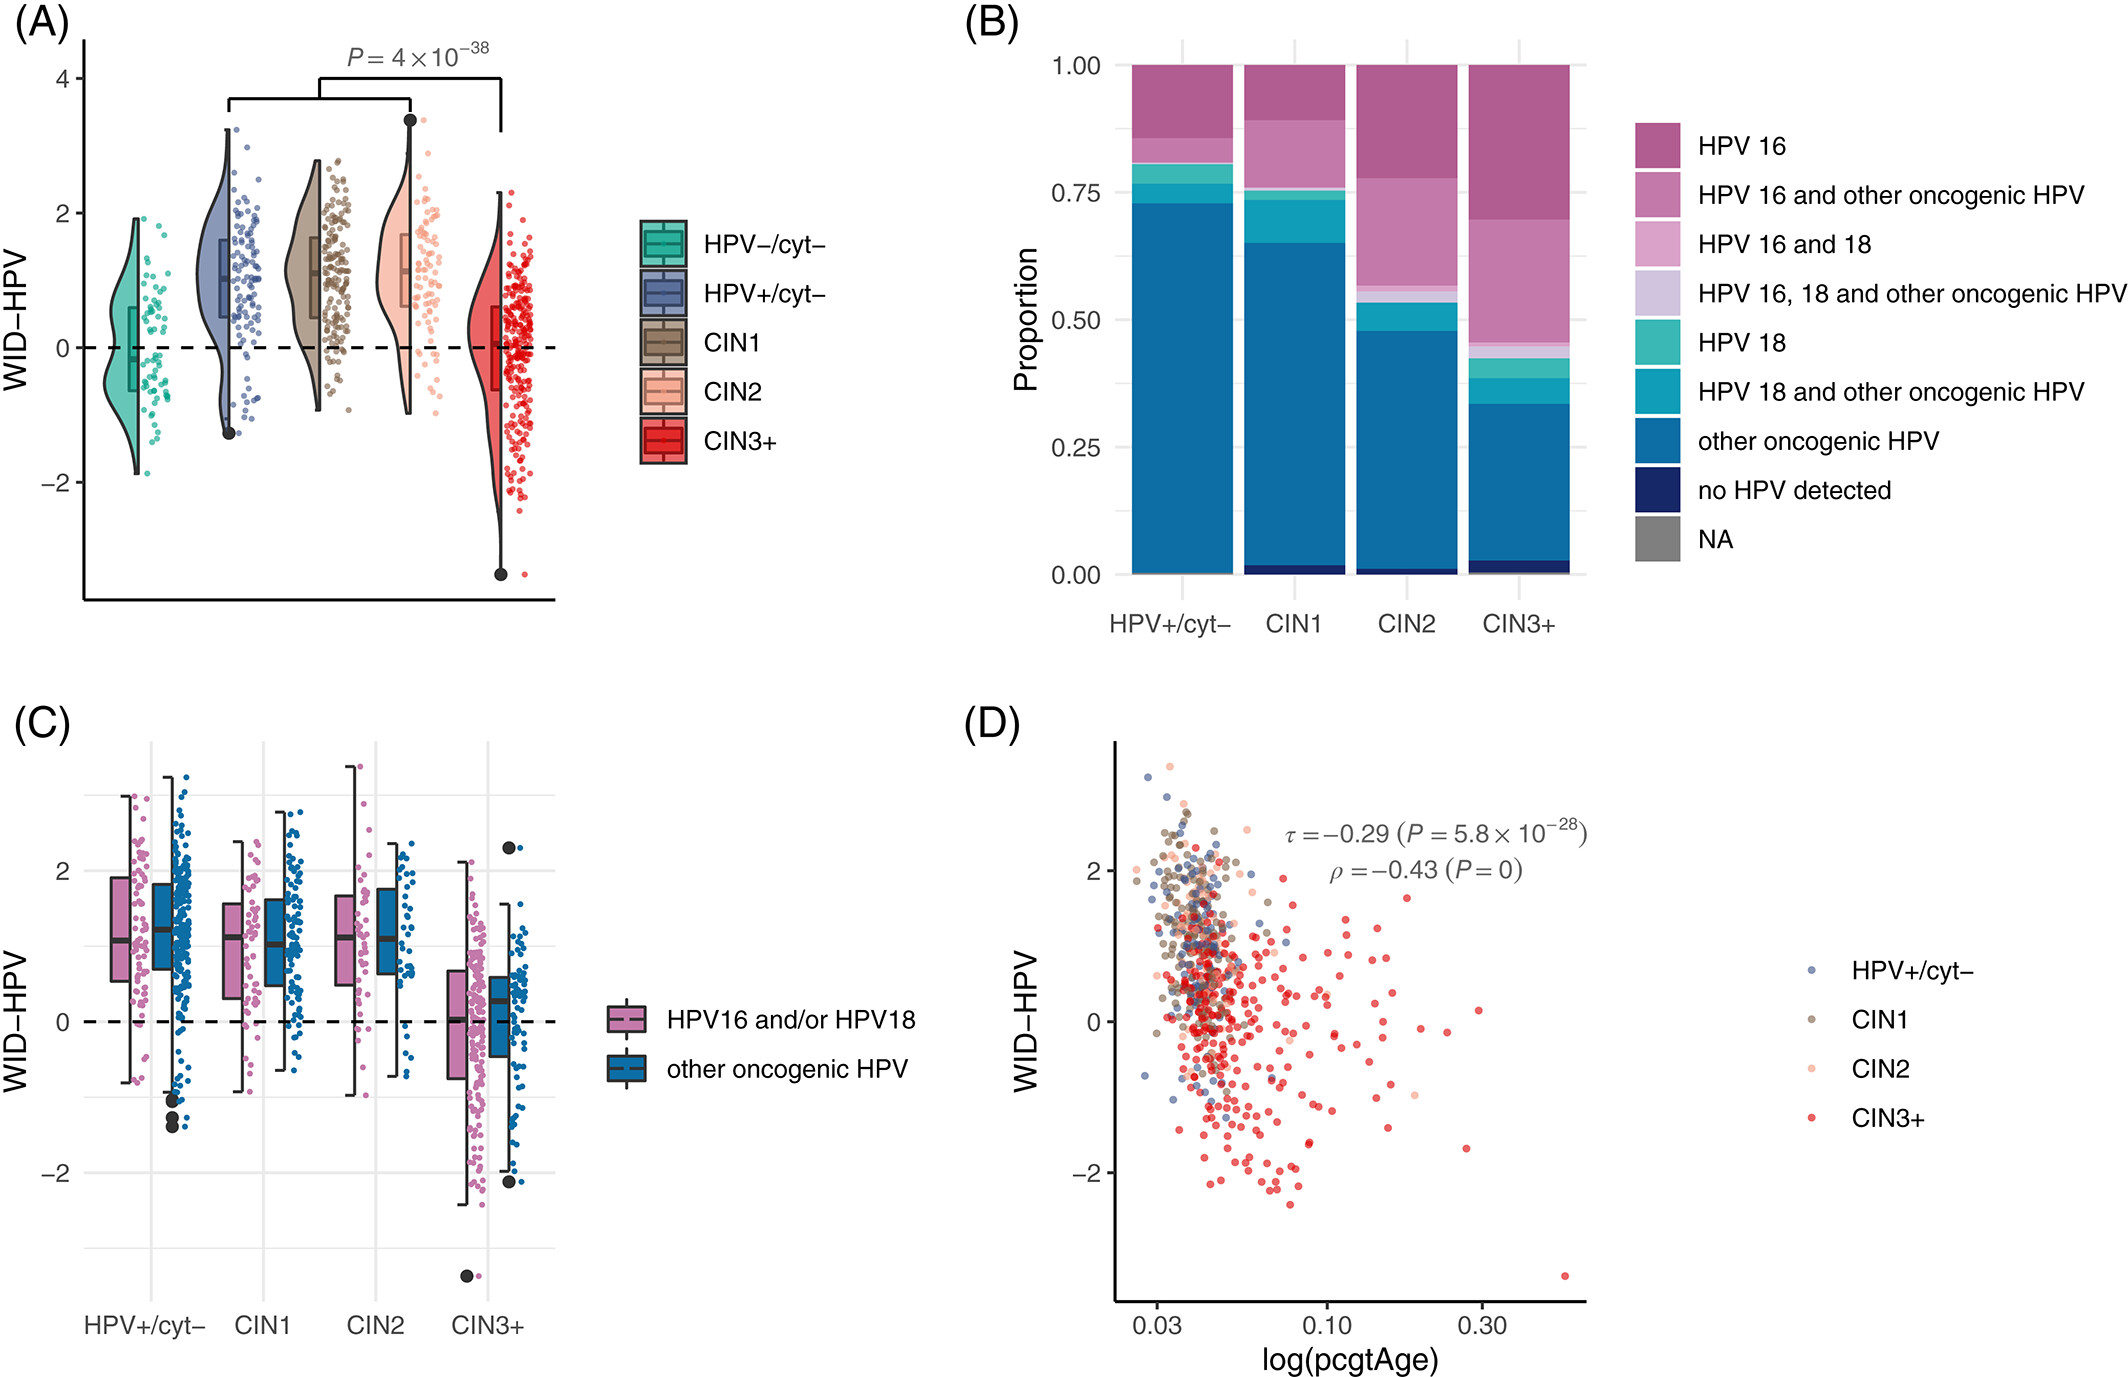 (A)
P = 4 × 10⁻³⁸
4
2
0
−2
WID−HPV
HPV−/cyt−
HPV+/cyt−
CIN1
CIN2
CIN3+
(B)
1.00
0.75
0.50
0.25
0.00
Proportion
HPV+/cyt− CIN1 CIN2 CIN3+
HPV 16
HPV 16 and other oncogenic HPV
HPV 16 and 18
HPV 16, 18 and other oncogenic HPV
HPV 18
HPV 18 and other oncogenic HPV
other oncogenic HPV
no HPV detected
NA
(C)
2
0
−2
WID−HPV
HPV+/cyt− CIN1 CIN2 CIN3+
HPV16 and/or HPV18
other oncogenic HPV
(D)
τ = −0.29 (P = 5.8 × 10⁻²⁸)
ρ = −0.43 (P = 0)
2
0
−2
WID−HPV
0.03 0.10 0.30
log(pcgtAge)
HPV+/cyt−
CIN1
CIN2
CIN3+